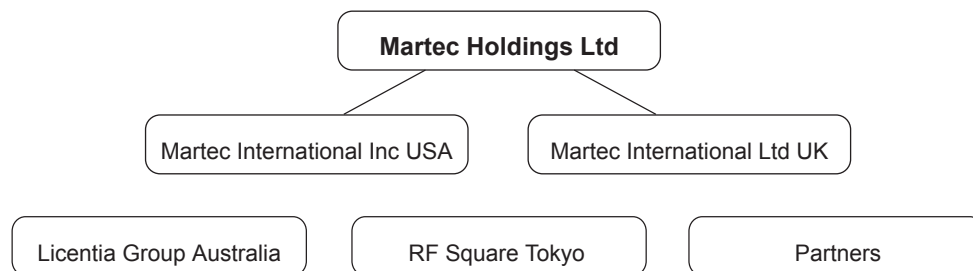 Martec Holdings Ltd
Martec International Inc USA
Martec International Ltd UK
Licentia Group Australia
RF Square Tokyo
Partners